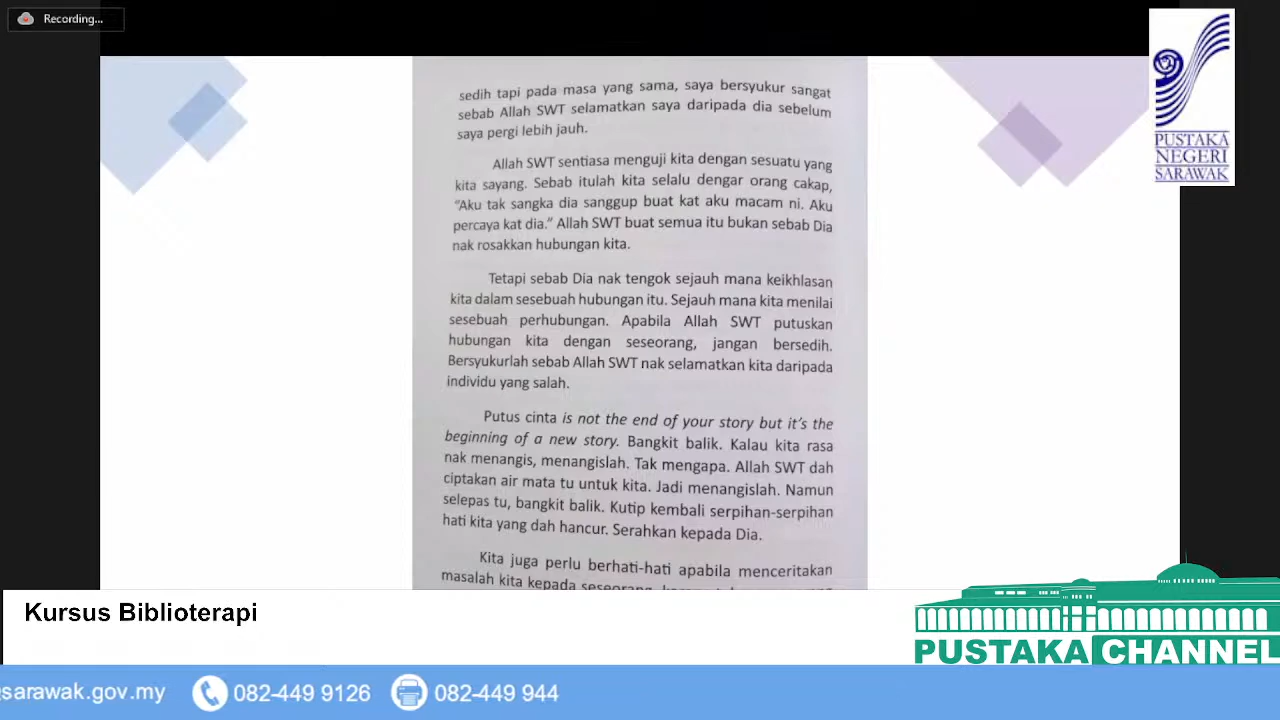 Recording...
PUSTAKA
NEGERI
SARAWAK
sedih tapi pada masa yang sama, saya bersyukur sangat
sebab Allah SWT selamatkan saya daripada dia sebelum
saya pergi lebih jauh.
Allah SWT sentiasa menguji kita dengan sesuatu yang
kita sayang. Sebab itulah kita selalu dengar orang cakap,
“Aku tak sangka dia sanggup buat kat aku macam ni. Aku
percaya kat dia.” Allah SWT buat semua itu bukan sebab Dia
nak rosakkan hubungan kita.
Tetapi sebab Dia nak tengok sejauh mana keikhlasan
kita dalam sesebuah hubungan itu. Sejauh mana kita menilai
sesebuah perhubungan. Apabila Allah SWT putuskan
hubungan kita dengan seseorang, jangan bersedih.
Bersyukurlah sebab Allah SWT nak selamatkan kita daripada
individu yang salah.
Putus cinta is not the end of your story but it’s the
beginning of a new story. Bangkit balik. Kalau kita rasa
nak menangis, menangislah. Tak mengapa. Allah SWT dah
ciptakan air mata tu untuk kita. Jadi menangislah. Namun
selepas tu, bangkit balik. Kutip kembali serpihan-serpihan
hati kita yang dah hancur. Serahkan kepada Dia.
Kita juga perlu berhati-hati apabila menceritakan
masalah kita kepada seseorang
Kursus Biblioterapi
PUSTAKA CHANNEL
sarawak.gov.my 082-449 9126 082-449 944